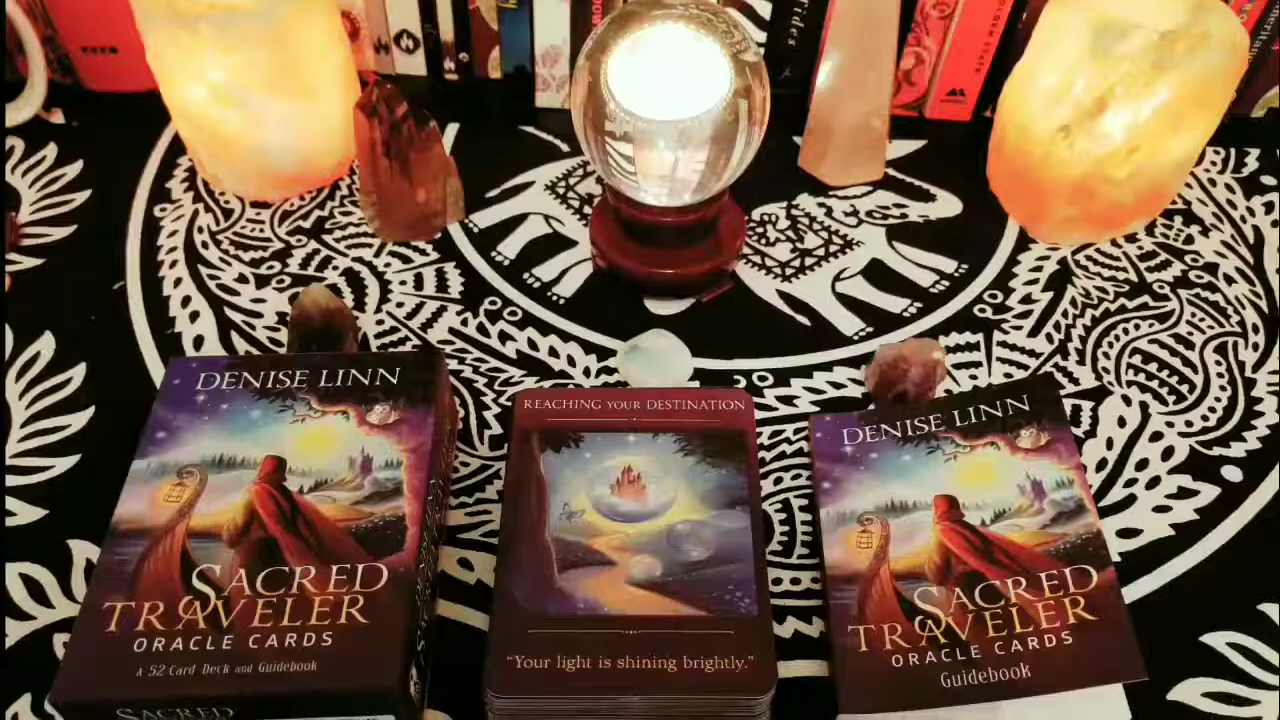 DENISE LINN
SACRED
TRAVELER
ORACLE CARDS
A 52 Card Deck and Guidebook
SACRED
REACHING YOUR DESTINATION
"Your light is shining brightly."
DENISE LINN
SACRED
TRAVELER
ORACLE CARDS
Guidebook